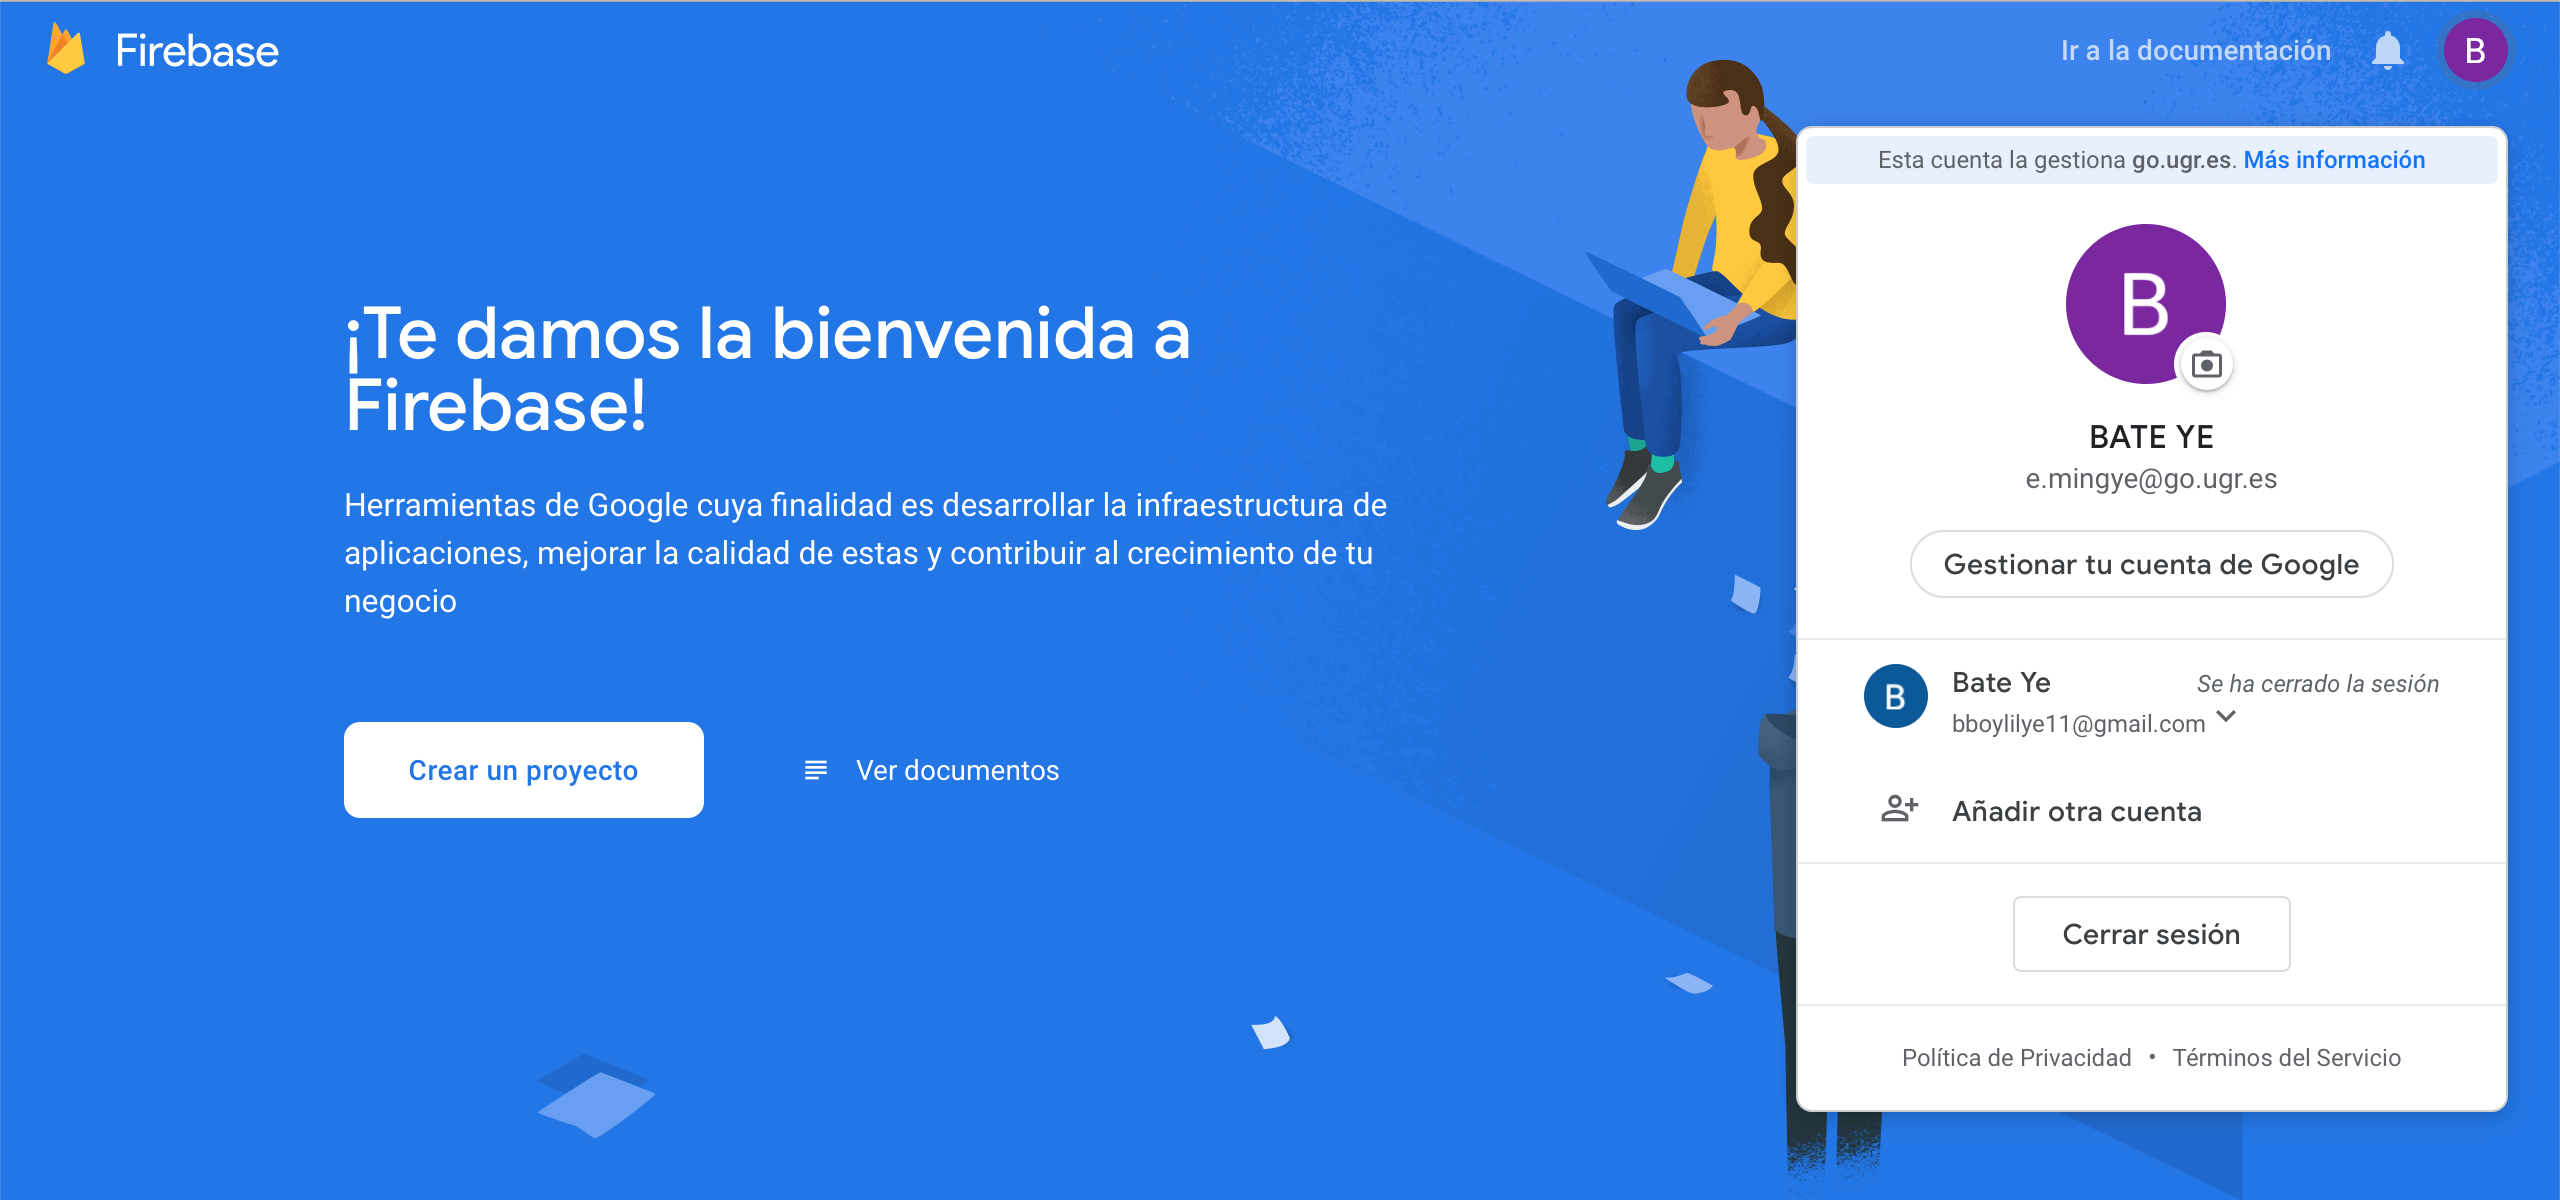 Firebase
Ir a la documentación
B
Esta cuenta la gestiona go.ugr.es. Más información
B
BATE YE
e.mingye@go.ugr.es
Gestionar tu cuenta de Google
B
Bate Ye
Se ha cerrado la sesión
bboylilye11@gmail.com
Añadir otra cuenta
Cerrar sesión
Política de Privacidad • Términos del Servicio
¡Te damos la bienvenida a
Firebase!
Herramientas de Google cuya finalidad es desarrollar la infraestructura de
aplicaciones, mejorar la calidad de estas y contribuir al crecimiento de tu
negocio
Crear un proyecto
Ver documentos